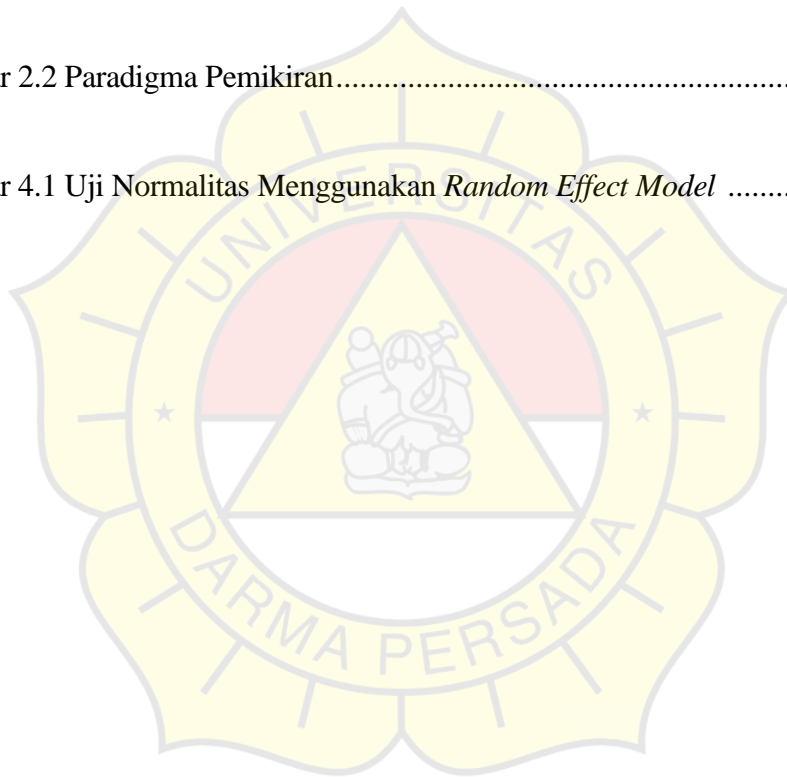 r 2.2 Paradigma Pemikiran........................................................
r 4.1 Uji Normalitas Menggunakan Random Effect Model .........
UNIVERSITAS
DARMA PERSADA